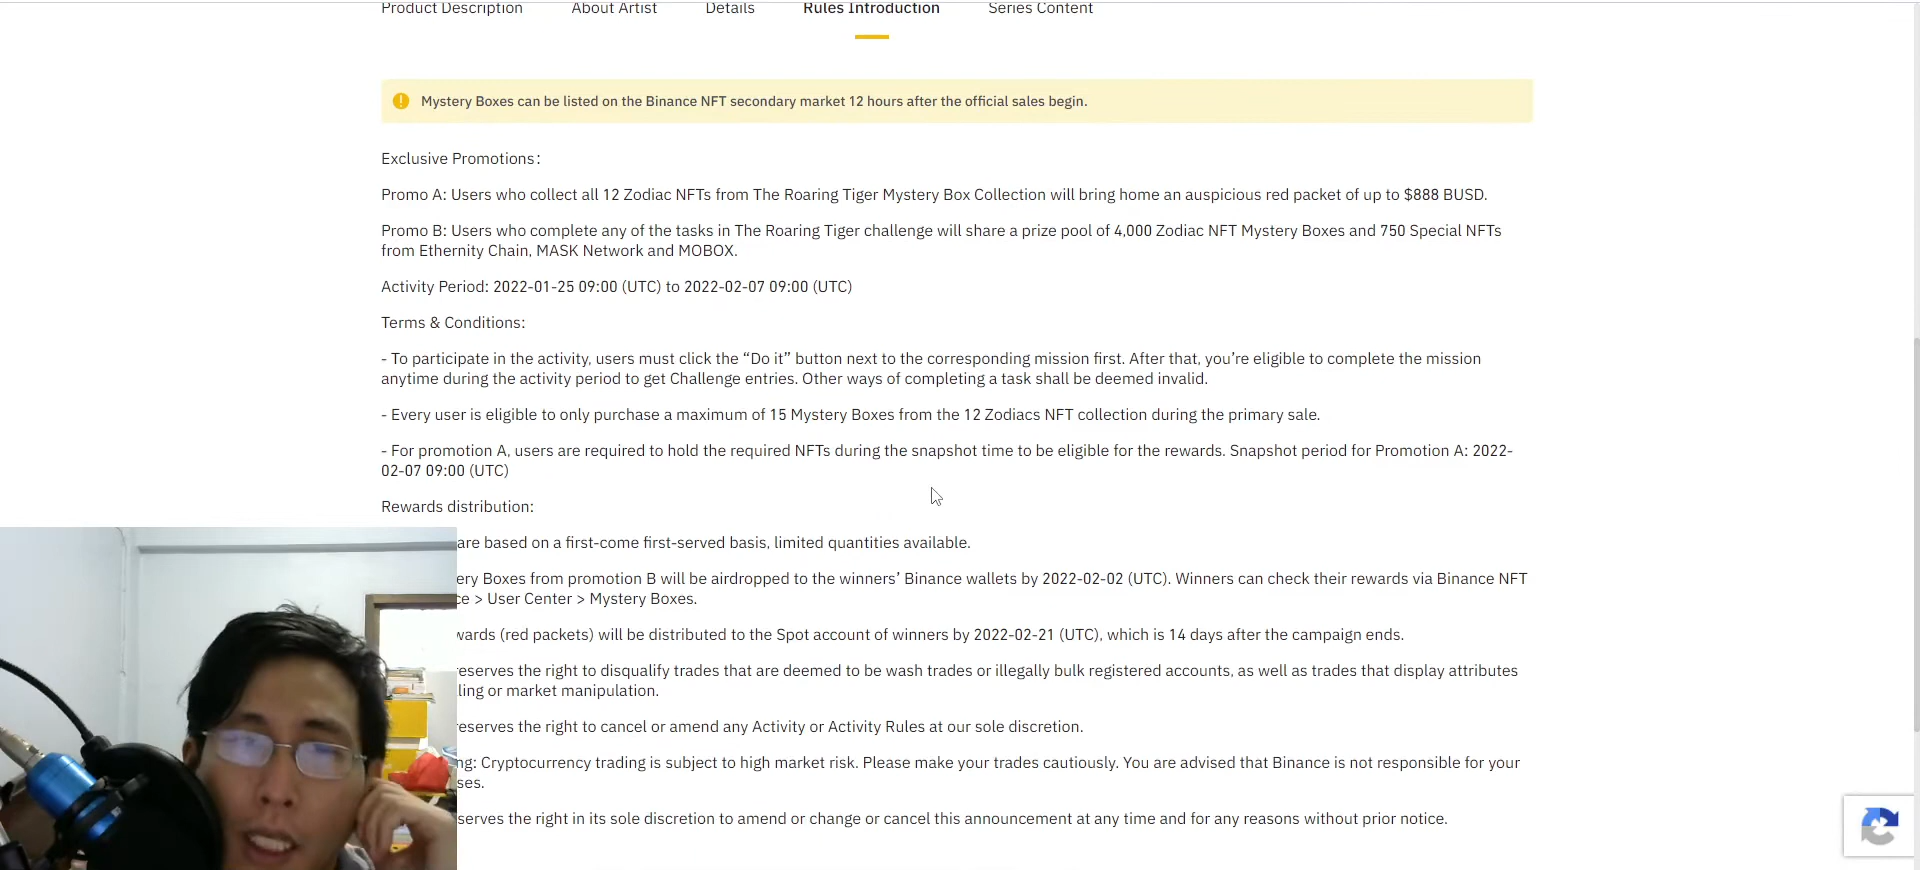 Product Description About Artist Details Rules Introduction Series Content
Mystery Boxes can be listed on the Binance NFT secondary market 12 hours after the official sales begin.
Exclusive Promotions:
Promo A: Users who collect all 12 Zodiac NFTs from The Roaring Tiger Mystery Box Collection will bring home an auspicious red packet of up to $888 BUSD.
Promo B: Users who complete any of the tasks in The Roaring Tiger challenge will share a prize pool of 4,000 Zodiac NFT Mystery Boxes and 750 Special NFTs
from Ethernity Chain, MASK Network and MOBOX.
Activity Period: 2022-01-25 09:00 (UTC) to 2022-02-07 09:00 (UTC)
Terms & Conditions:
- To participate in the activity, users must click the “Do it” button next to the corresponding mission first. After that, you’re eligible to complete the mission
anytime during the activity period to get Challenge entries. Other ways of completing a task shall be deemed invalid.
- Every user is eligible to only purchase a maximum of 15 Mystery Boxes from the 12 Zodiacs NFT collection during the primary sale.
- For promotion A, users are required to hold the required NFTs during the snapshot time to be eligible for the rewards. Snapshot period for Promotion A: 2022-
02-07 09:00 (UTC)
Rewards distribution:
are based on a first-come first-served basis, limited quantities available.
ery Boxes from promotion B will be airdropped to the winners’ Binance wallets by 2022-02-02 (UTC). Winners can check their rewards via Binance NFT
ce > User Center > Mystery Boxes.
wards (red packets) will be distributed to the Spot account of winners by 2022-02-21 (UTC), which is 14 days after the campaign ends.
reserves the right to disqualify trades that are deemed to be wash trades or illegally bulk registered accounts, as well as trades that display attributes
ling or market manipulation.
reserves the right to cancel or amend any Activity or Activity Rules at our sole discretion.
ng: Cryptocurrency trading is subject to high market risk. Please make your trades cautiously. You are advised that Binance is not responsible for your
ses.
serves the right in its sole discretion to amend or change or cancel this announcement at any time and for any reasons without prior notice.